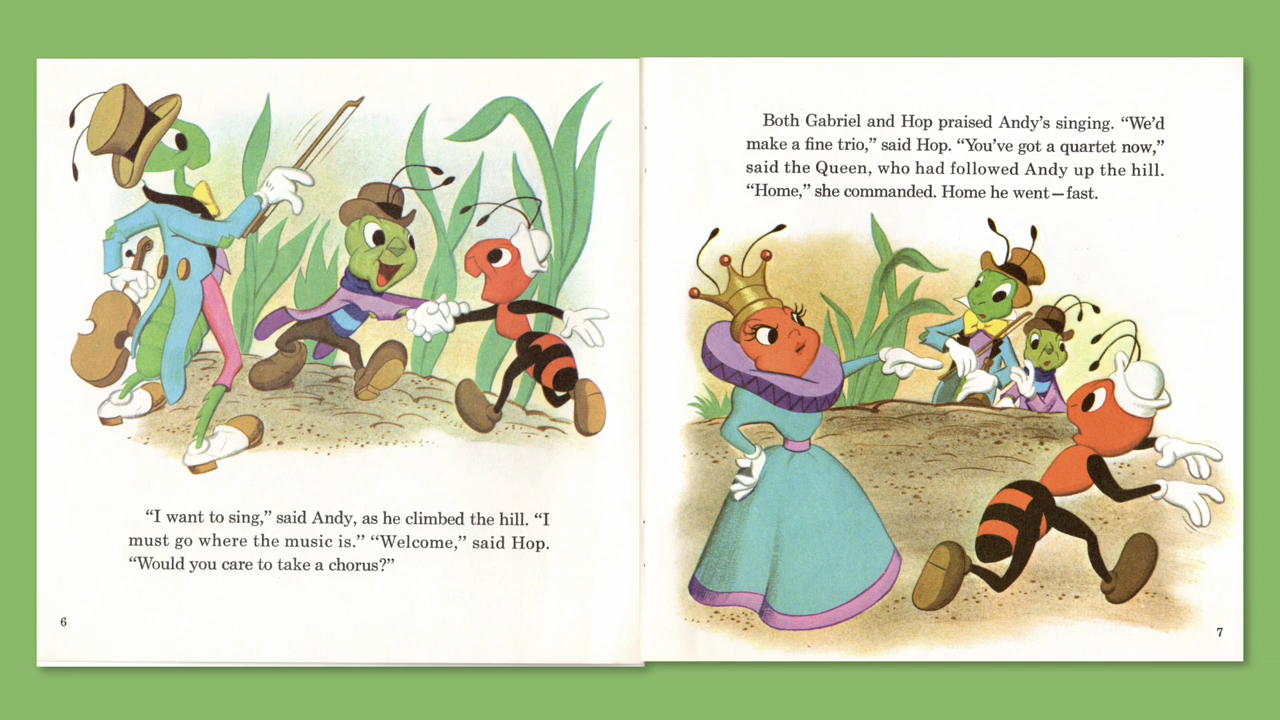 “I want to sing,” said Andy, as he climbed the hill. “I
must go where the music is.” “Welcome,” said Hop.
“Would you care to take a chorus?”
6
Both Gabriel and Hop praised Andy’s singing. “We’d
make a fine trio,” said Hop. “You’ve got a quartet now,”
said the Queen, who had followed Andy up the hill.
“Home,” she commanded. Home he went—fast.
7